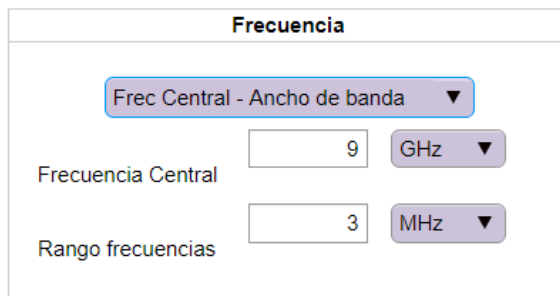 Frecuencia
Frec Central - Ancho de banda ▼
Frecuencia Central 9 GHz ▼
Rango frecuencias 3 MHz ▼